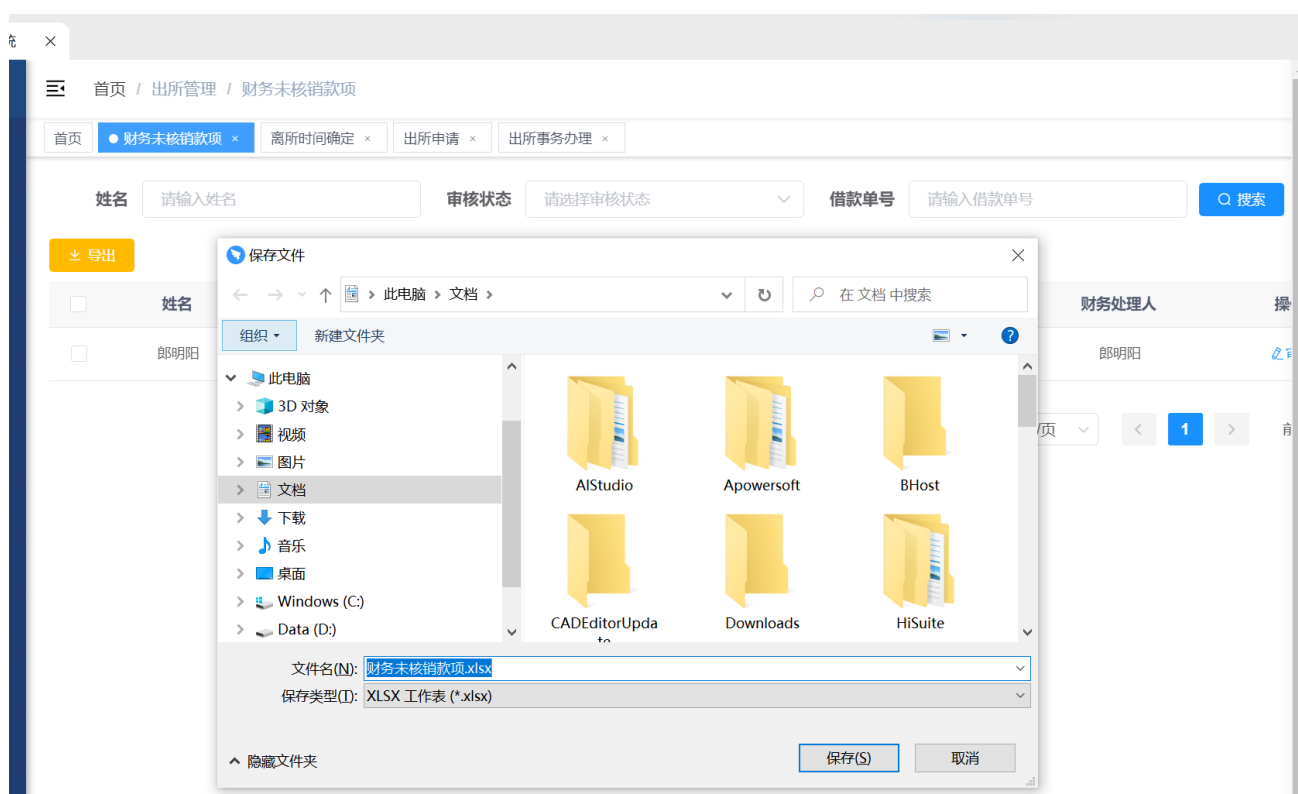 首页 / 出所管理 / 财务未核销款项
首页 财务未核销款项 × 离所时间确定 × 出所申请 × 出所事务办理 ×
姓名 请输入姓名 审核状态 请选择审核状态 借款单号 请输入借款单号 搜索
导出
姓名 财务处理人
郎明阳 郎明阳
页 1
保存文件
此电脑 › 文档 ›
在 文档 中搜索
组织 新建文件夹
此电脑
3D 对象
视频
图片
文档
下载
音乐
桌面
Windows (C:)
Data (D:)
AIStudio Apowersoft BHost
CADEditorUpda Downloads HiSuite
文件名(N): 财务未核销款项.xlsx
保存类型(T): XLSX 工作表 (*.xlsx)
隐藏文件夹 保存(S) 取消